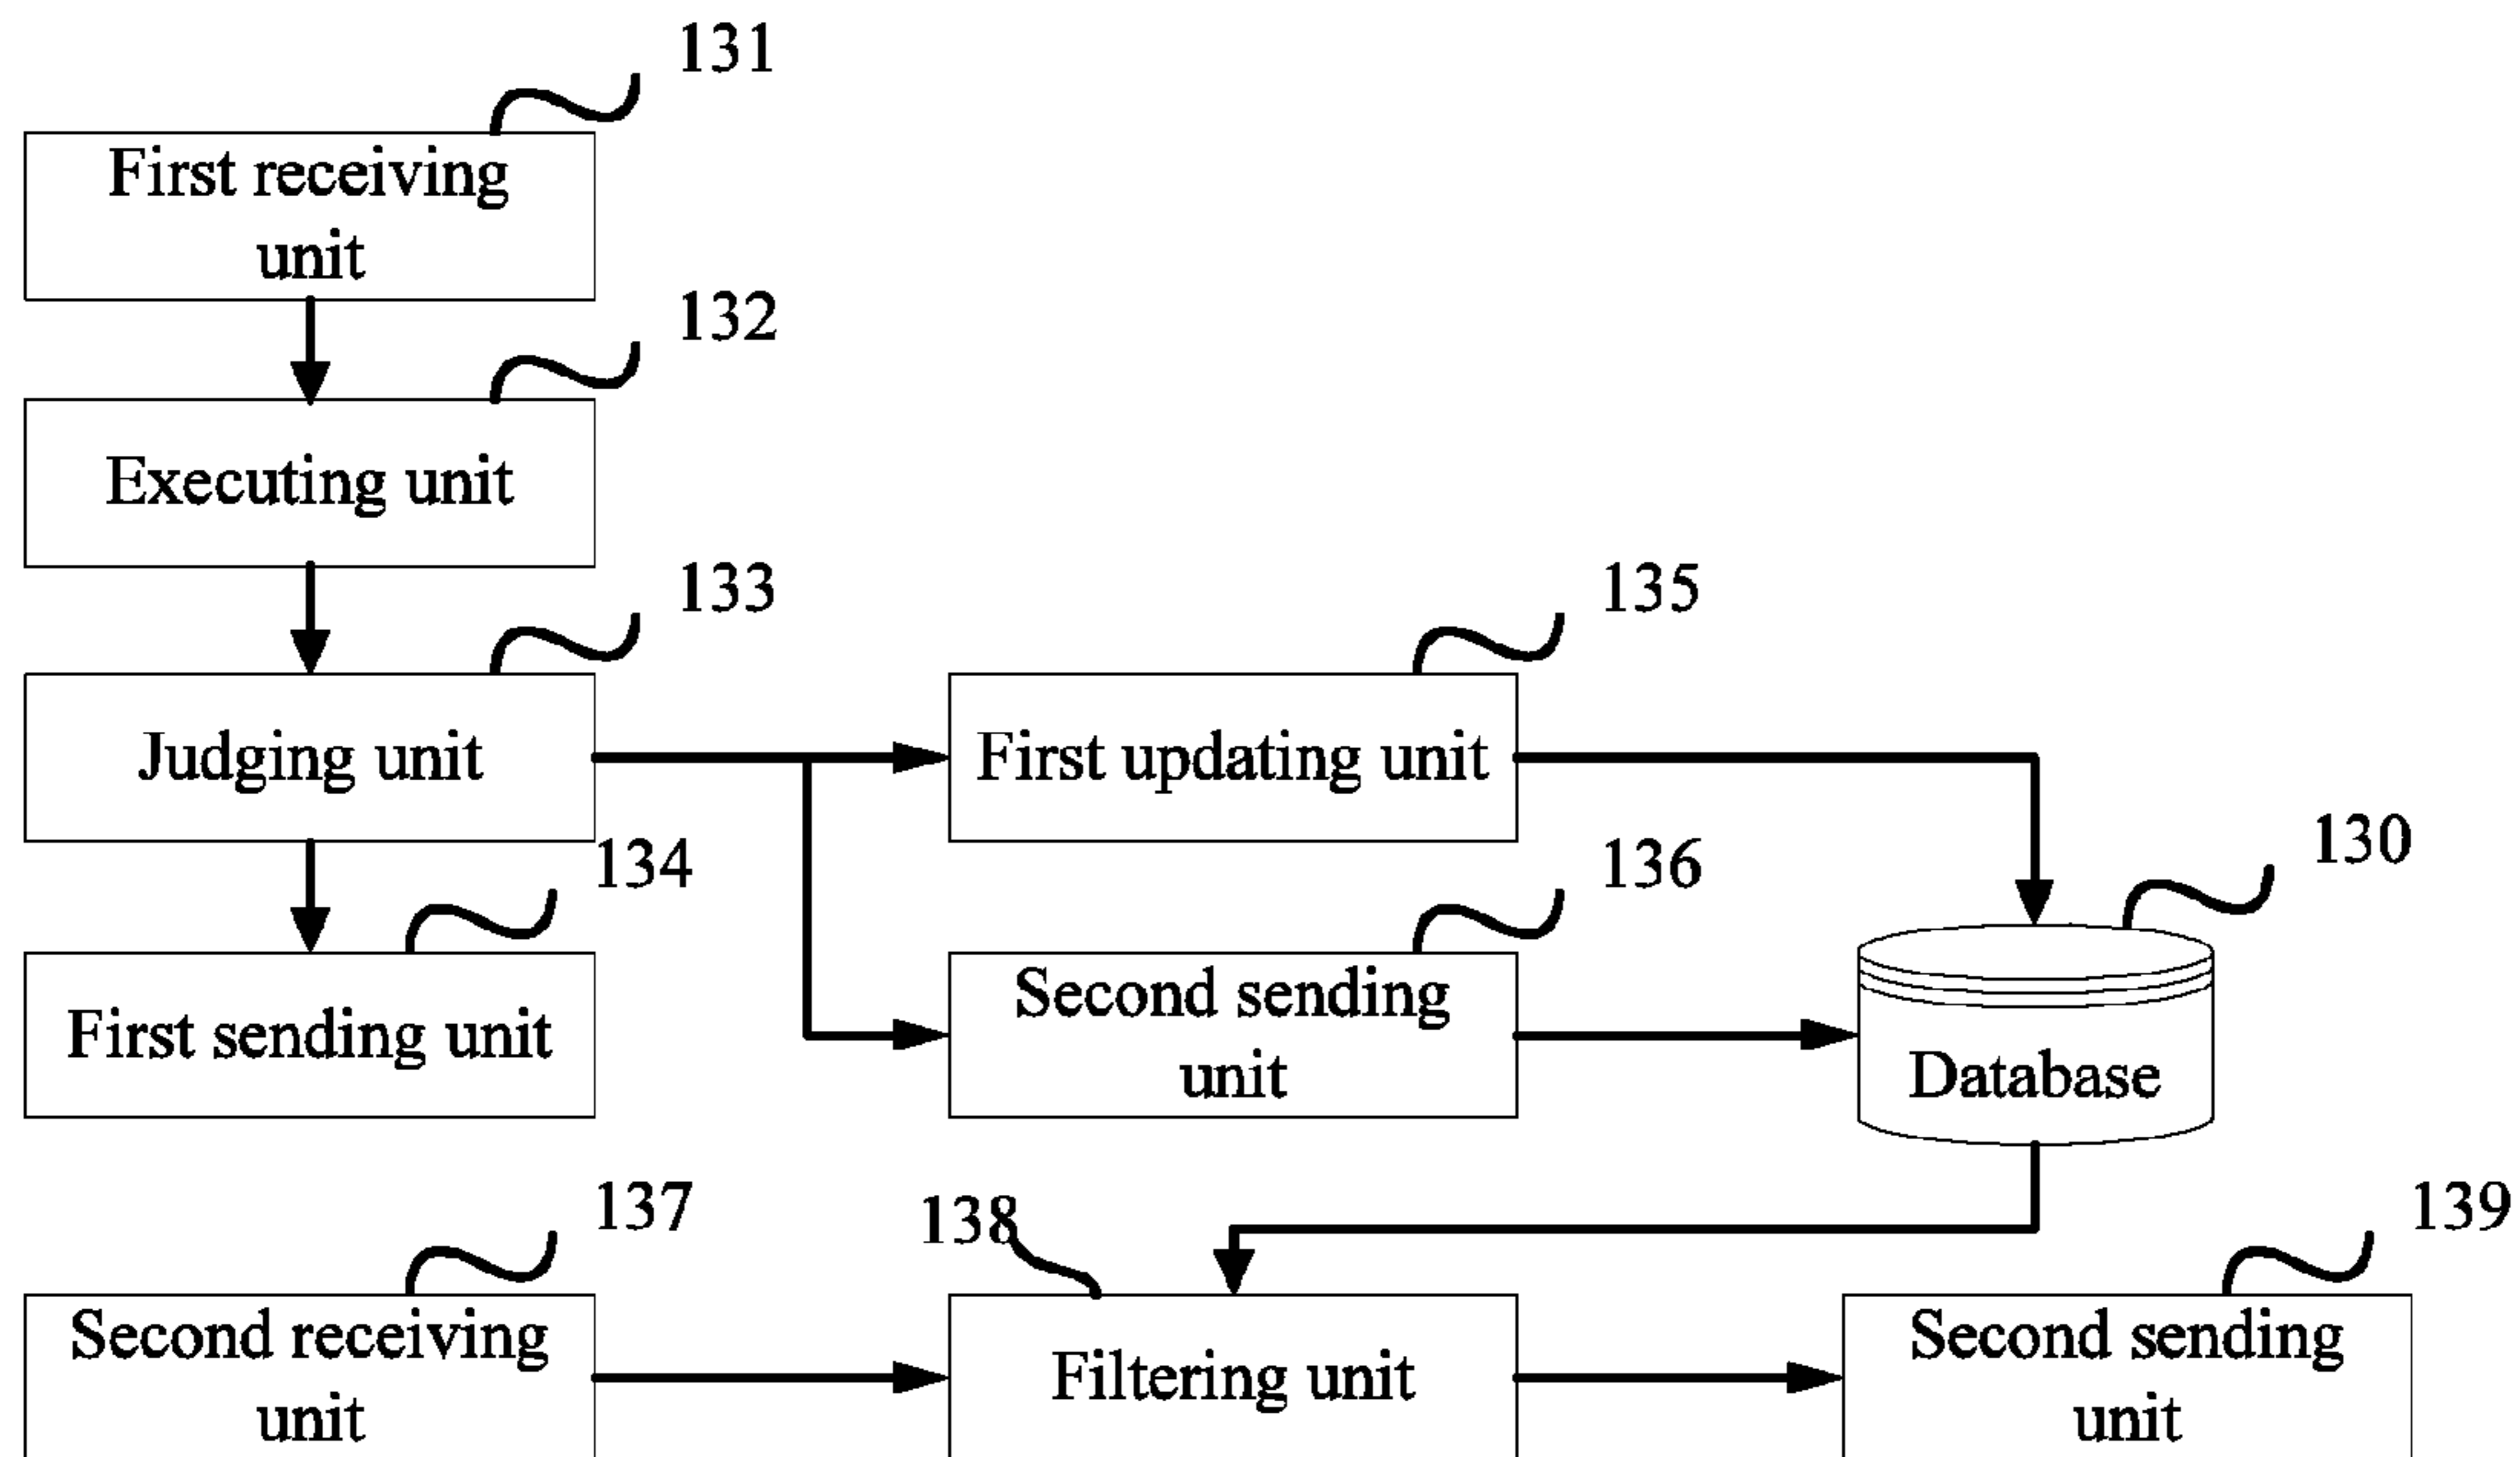 131
First receiving
unit
132
Executing unit
133
135
Judging unit
First updating unit
134
136
130
First sending unit
Second sending
unit
Database
137
138
139
Second receiving
unit
Filtering unit
Second sending
unit